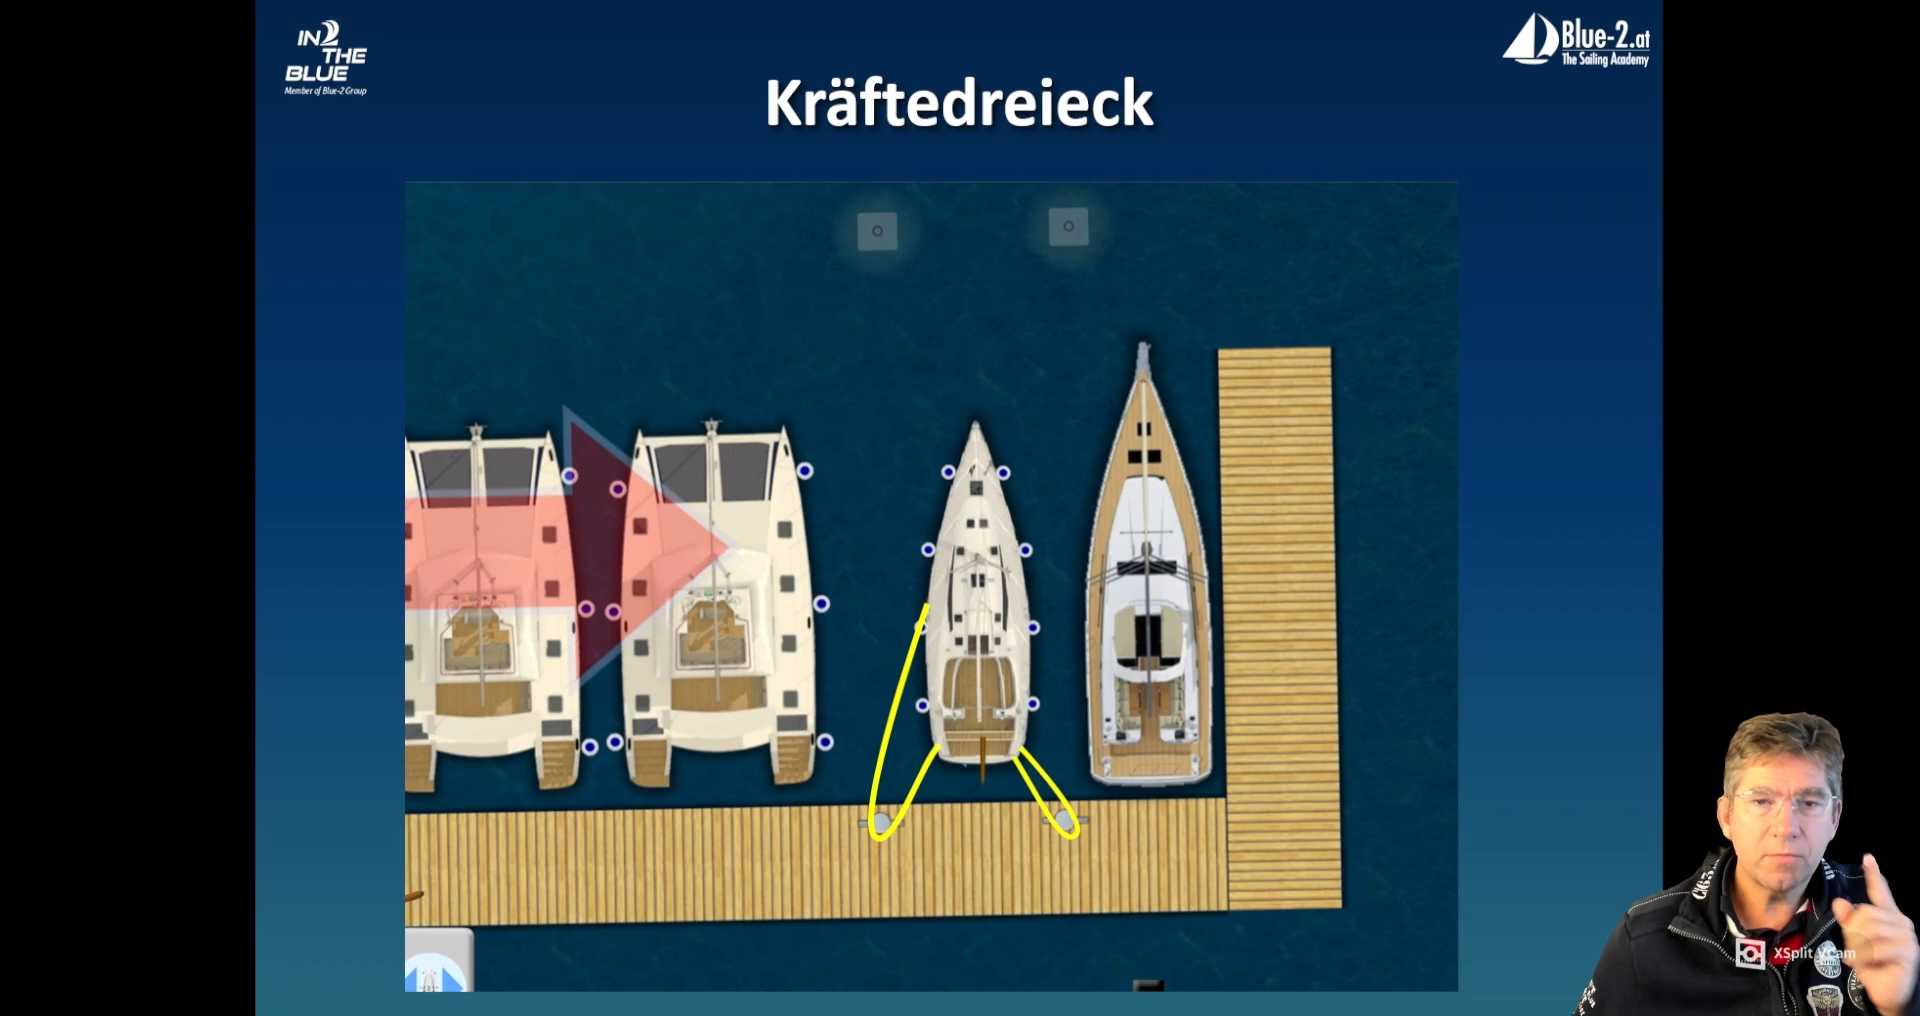 IN2
THE
BLUE
Member of Blue-2 Group
Blue-2.at
The Sailing Academy
Kräftedreieck
XSplit VCam